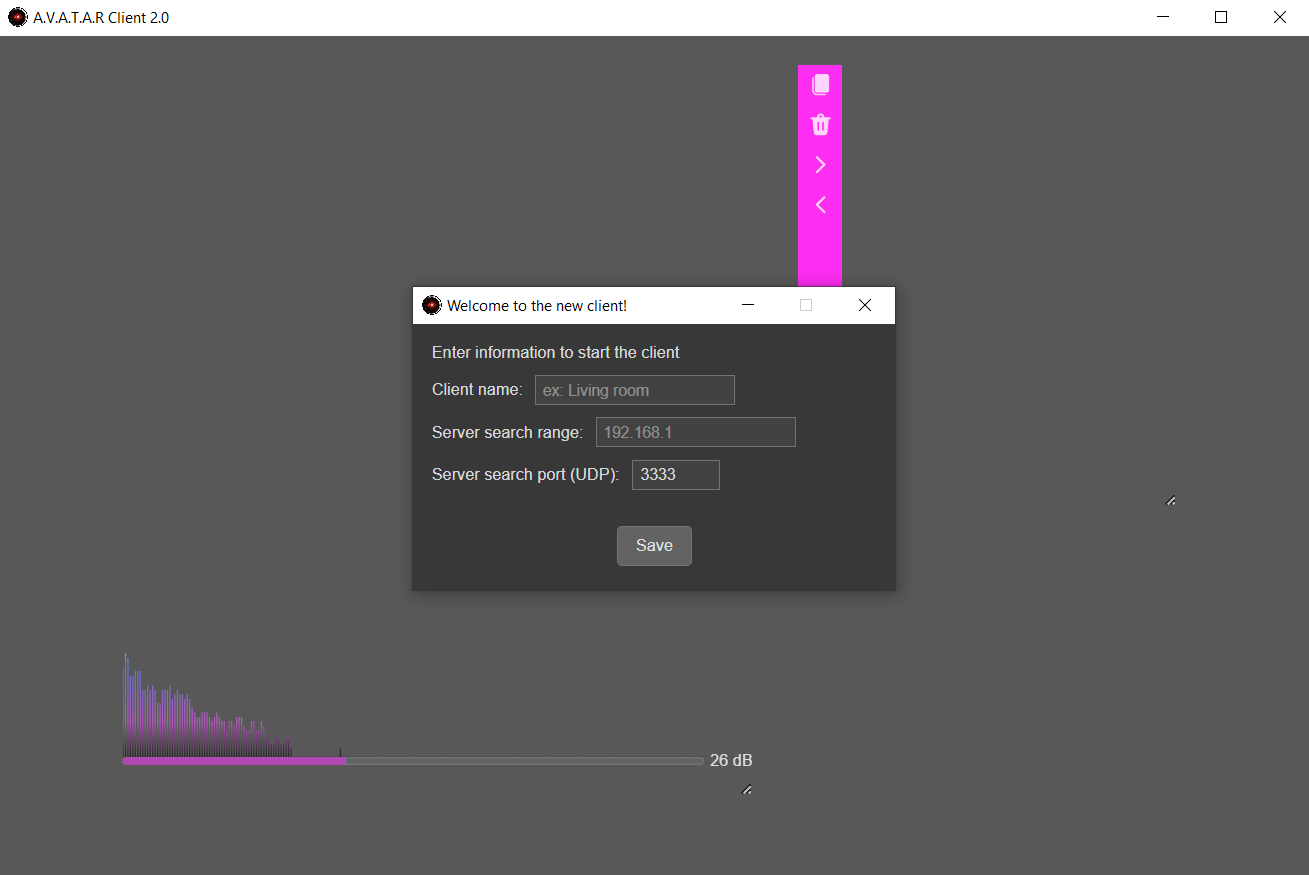 A.V.A.T.A.R Client 2.0
Welcome to the new client!
Enter information to start the client
Client name: ex: Living room
Server search range: 192.168.1
Server search port (UDP): 3333
Save
26 dB